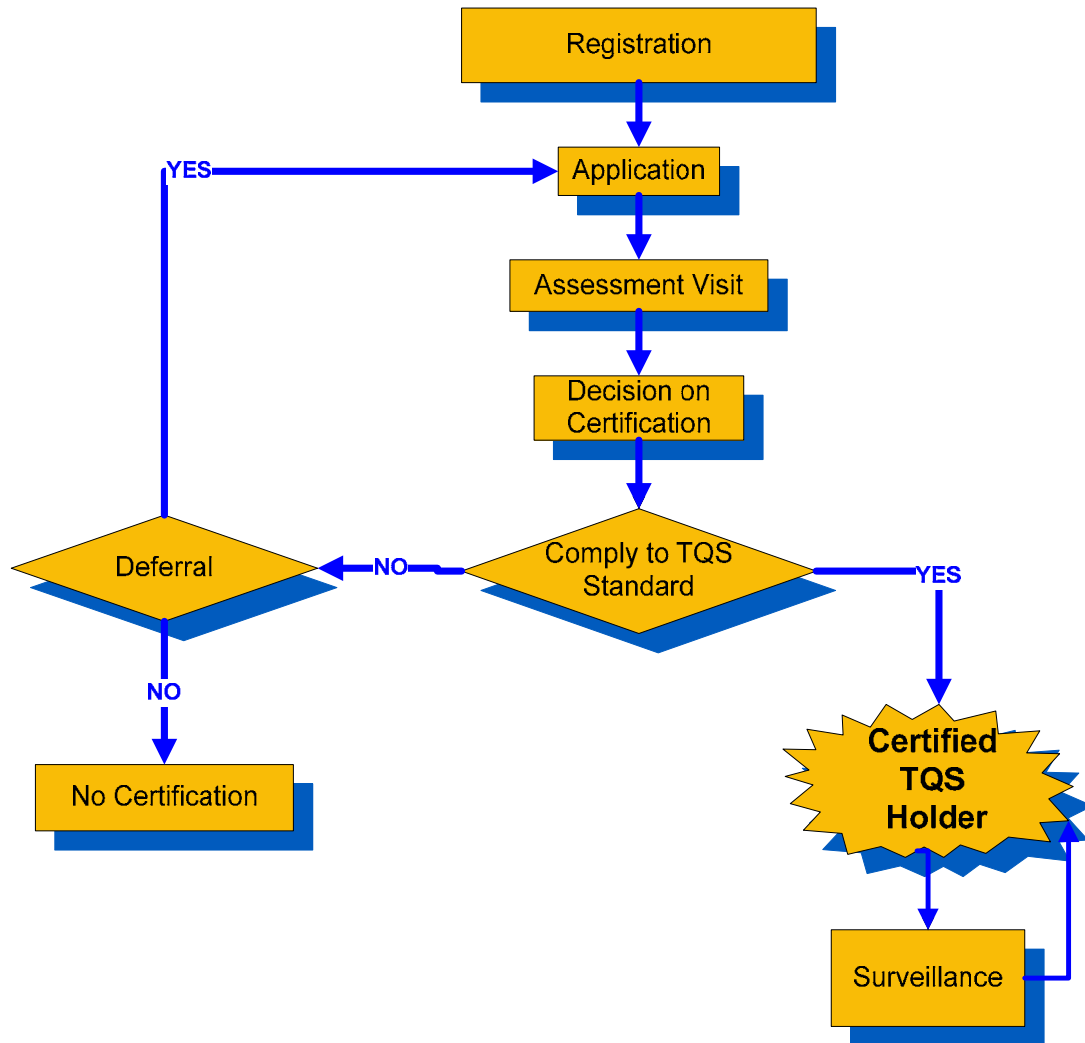 Registration
YES
Application
Assessment Visit
Decision on
Certification
Comply to TQS
Standard
NO
Deferral
YES
NO
No Certification
Certified
TQS
Holder
Surveillance